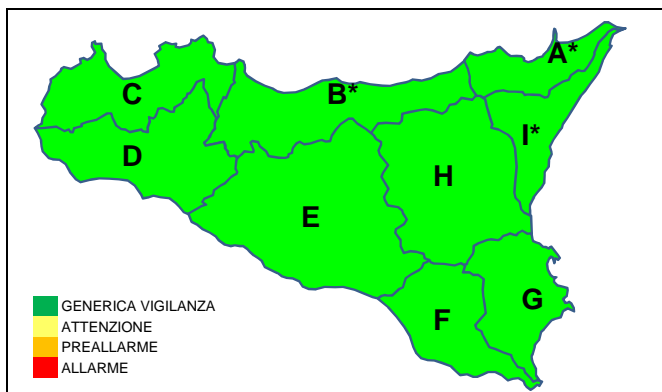 A*
C
B*
I*
D
H
E
G
F
GENERICA VIGILANZA
ATTENZIONE
PREALLARME
ALLARME